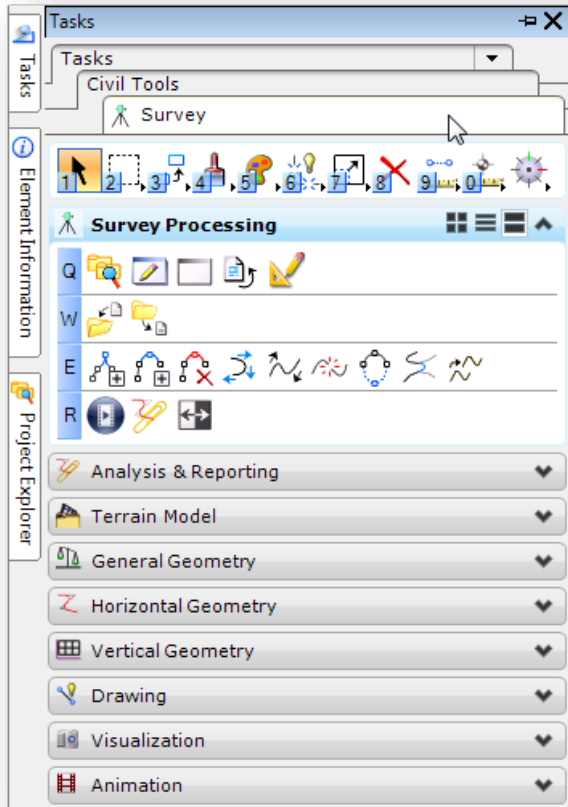 Tasks
Tasks
Civil Tools
Survey
1 2 3 4 5 6 7 8 9 0
Survey Processing
Q
W
E
R
Analysis & Reporting
Terrain Model
General Geometry
Horizontal Geometry
Vertical Geometry
Drawing
Visualization
Animation
Tasks
Element Information
Project Explorer